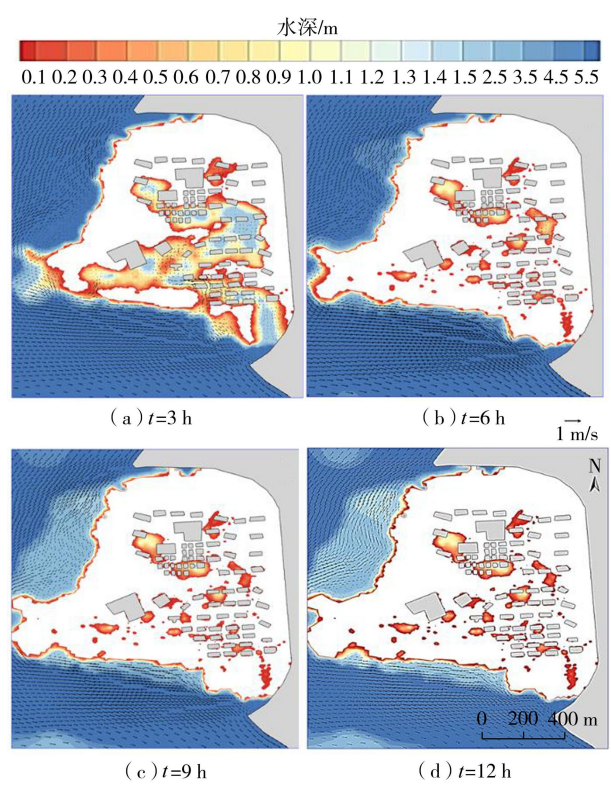 水深/m
0.1 0.2 0.3 0.4 0.5 0.6 0.7 0.8 0.9 1.0 1.1 1.2 1.3 1.4 1.5 2.5 3.5 4.5 5.5
(a) t=3 h
(b) t=6 h
1 m/s
N
0 200 400 m
(c) t=9 h
(d) t=12 h